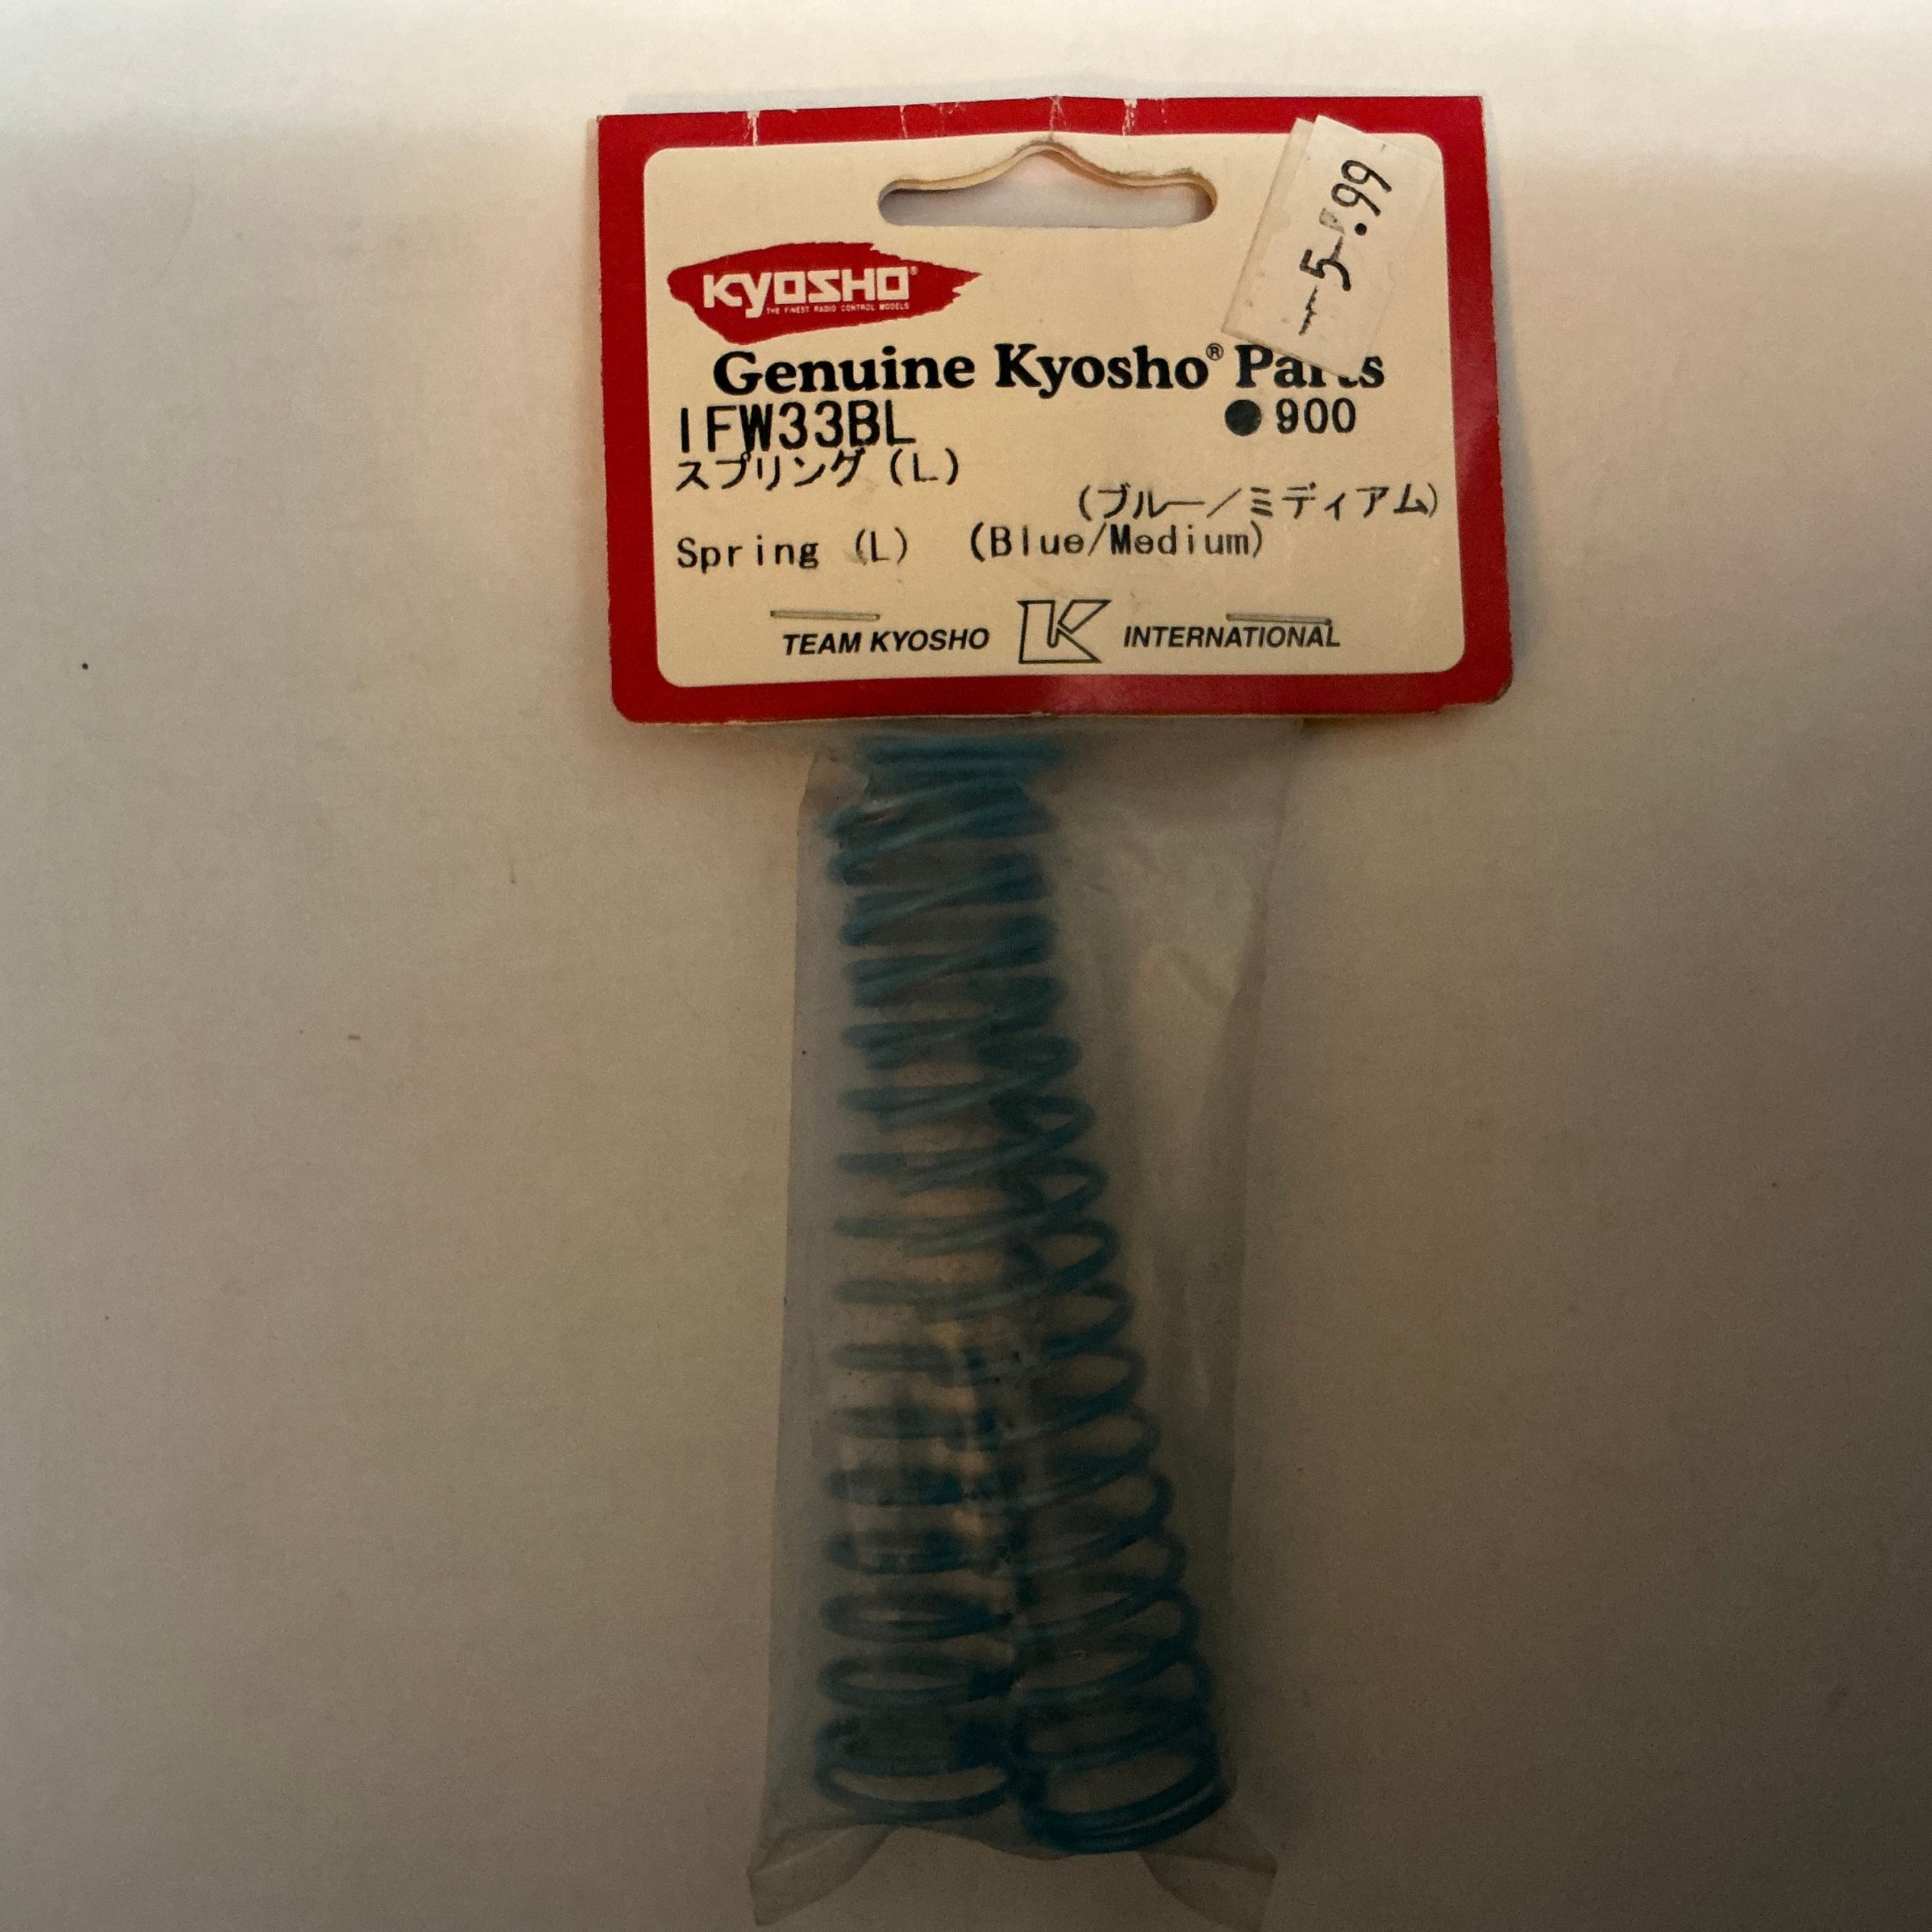 5.99
KYOSHO®
THE FINEST RADIO CONTROL MODELS
Genuine Kyosho® Parts
IFW33BL ●900
スプリング(L)
(ブルー/ミディアム)
Spring (L) (Blue/Medium)
TEAM KYOSHO K INTERNATIONAL